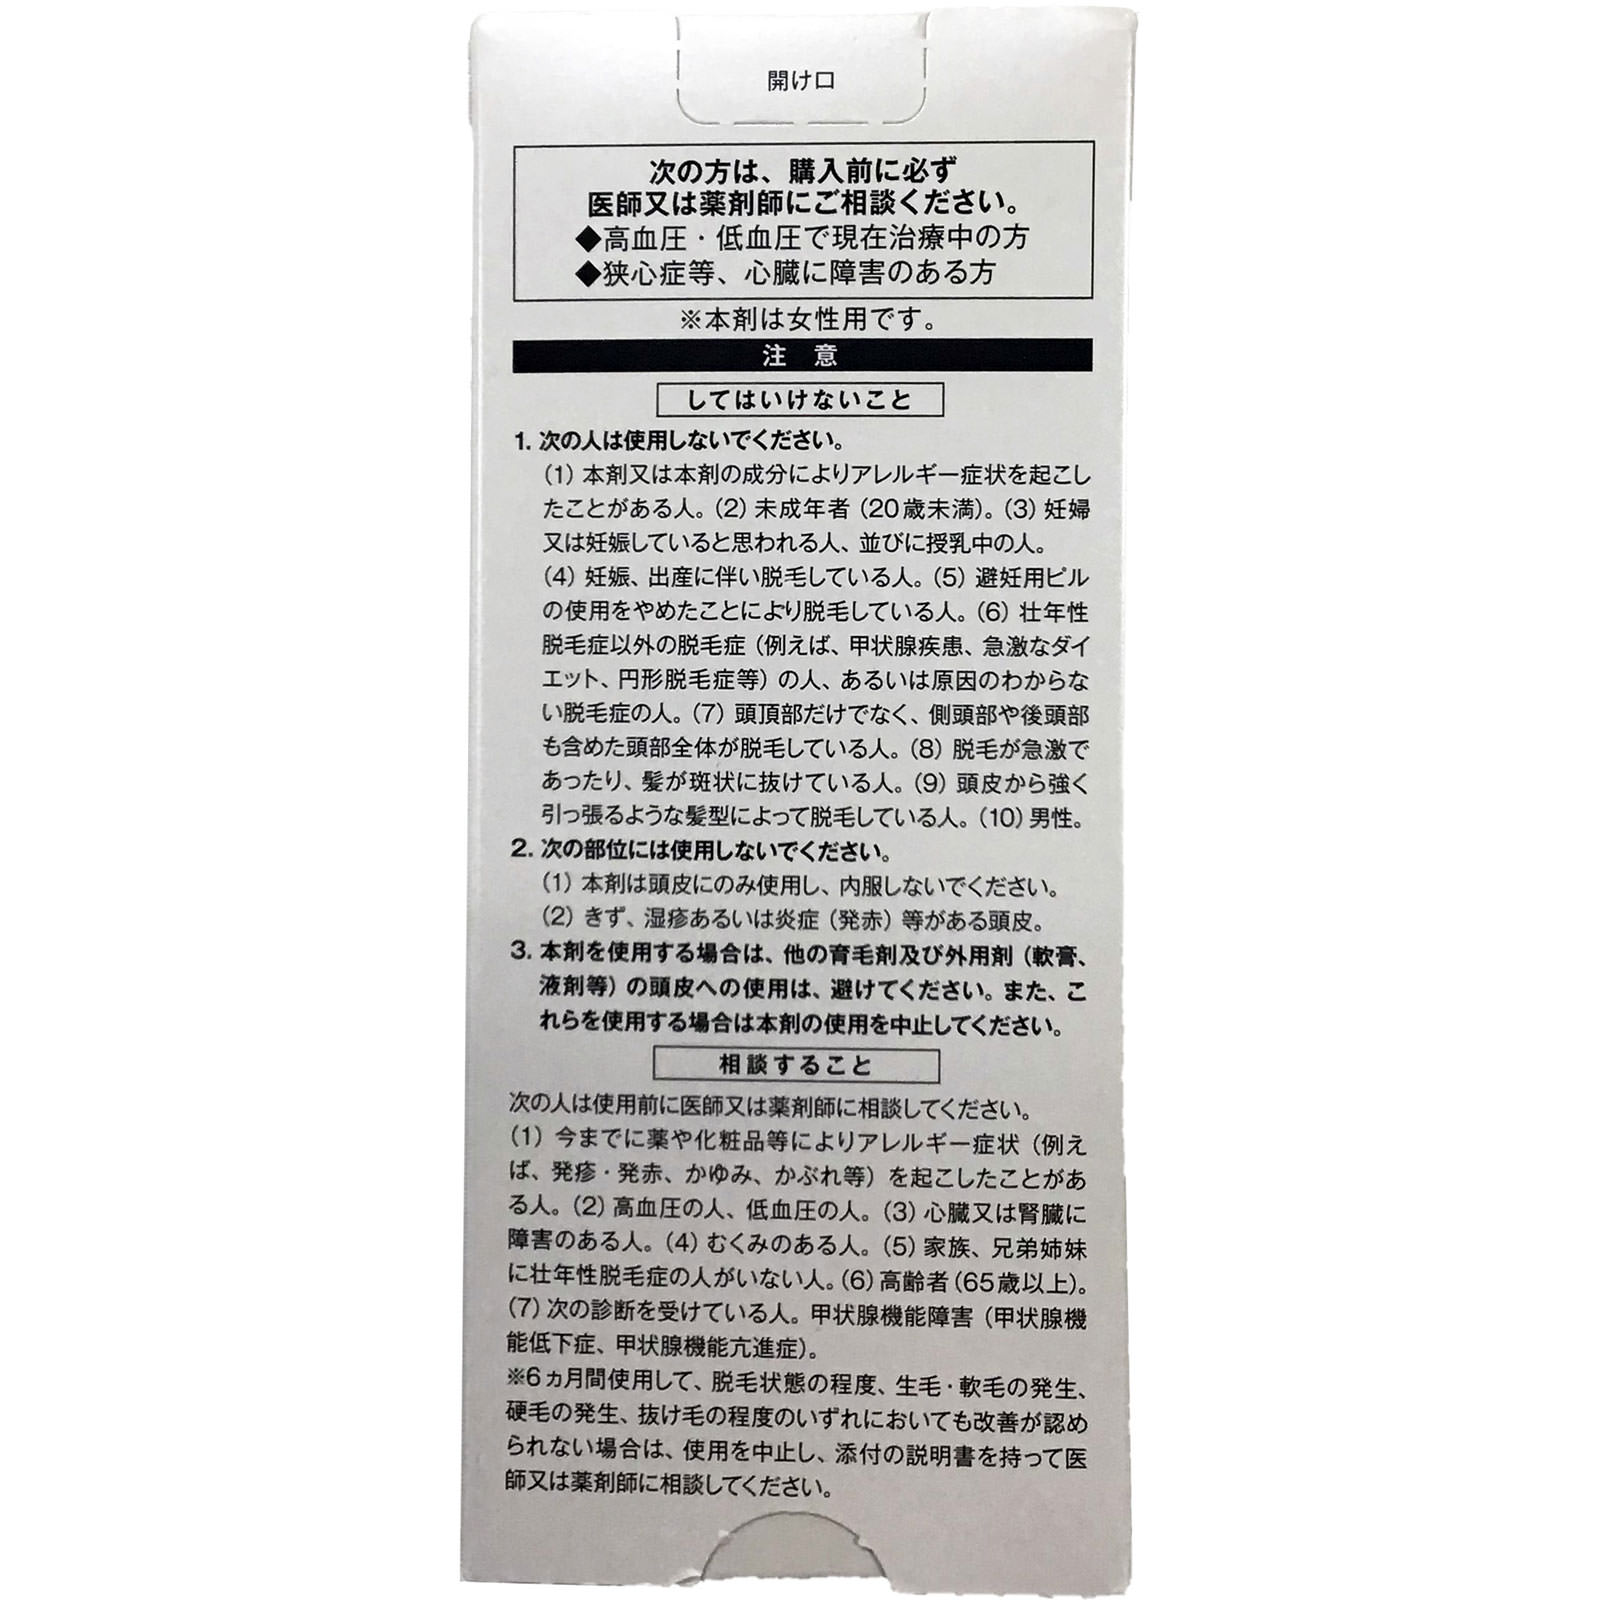 開け口
次の方は、購入前に必ず
医師又は薬剤師にご相談ください。
◆高血圧・低血圧で現在治療中の方
◆狭心症等、心臓に障害のある方
※本剤は女性用です。
注 意
してはいけないこと
1. 次の人は使用しないでください。
(1) 本剤又は本剤の成分によりアレルギー症状を起こし
たことがある人。(2) 未成年者 (20歳未満)。(3) 妊婦
又は妊娠していると思われる人、並びに授乳中の人。
(4) 妊娠、出産に伴い脱毛している人。(5) 避妊用ピル
の使用をやめたことにより脱毛している人。(6) 壮年性
脱毛症以外の脱毛症 (例えば、甲状腺疾患、急激なダイ
エット、円形脱毛症等) の人、あるいは原因のわからな
い脱毛症の人。(7) 頭頂部だけでなく、側頭部や後頭部
も含めた頭部全体が脱毛している人。(8) 脱毛が急激で
あったり、髪が斑状に抜けている人。(9) 頭皮から強く
引っ張るような髪型によって脱毛している人。(10) 男性。
2. 次の部位には使用しないでください。
(1) 本剤は頭皮にのみ使用し、内服しないでください。
(2) きず、湿疹あるいは炎症 (発赤) 等がある頭皮。
3. 本剤を使用する場合は、他の育毛剤及び外用剤 (軟膏、
液剤等) の頭皮への使用は、避けてください。また、こ
れらを使用する場合は本剤の使用を中止してください。
相談すること
次の人は使用前に医師又は薬剤師に相談してください。
(1) 今までに薬や化粧品等によりアレルギー症状 (例え
ば、発疹・発赤、かゆみ、かぶれ等) を起こしたことがあ
る人。(2) 高血圧の人、低血圧の人。(3) 心臓又は腎臓に
障害のある人。(4) むくみのある人。(5) 家族、兄弟姉妹
に壮年性脱毛症の人がいない人。(6) 高齢者 (65歳以上)。
(7) 次の診断を受けている人。甲状腺機能障害 (甲状腺機
能低下症、甲状腺機能亢進症)。
※6ヵ月間使用して、脱毛状態の程度、生毛・軟毛の発生、
硬毛の発生、抜け毛の程度のいずれにおいても改善が認め
られない場合は、使用を中止し、添付の説明書を持って医
師又は薬剤師に相談してください。